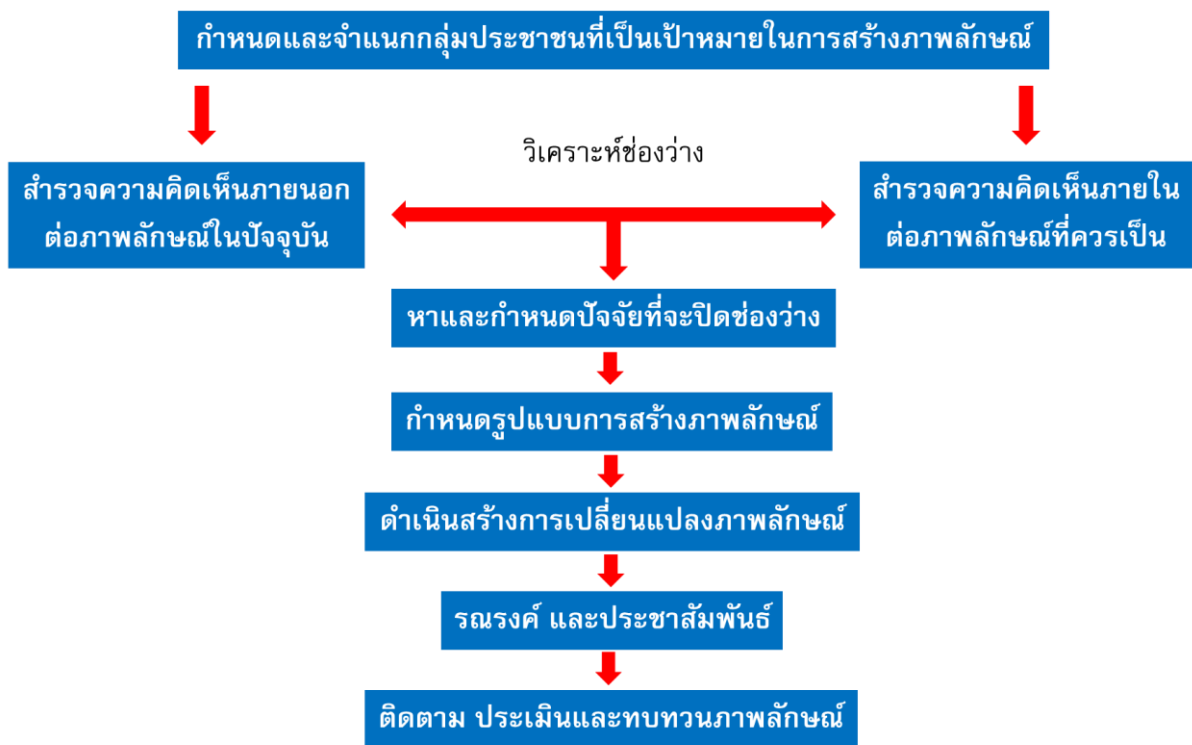 กำหนดและจำแนกกลุ่มประชาชนที่เป็นเป้าหมายในการสร้างภาพลักษณ์
วิเคราะห์ช่องว่าง
สำรวจความคิดเห็นภายนอก
ต่อภาพลักษณ์ในปัจจุบัน
สำรวจความคิดเห็นภายใน
ต่อภาพลักษณ์ที่ควรเป็น
หาและกำหนดปัจจัยที่จะปิดช่องว่าง
กำหนดรูปแบบการสร้างภาพลักษณ์
ดำเนินสร้างการเปลี่ยนแปลงภาพลักษณ์
รณรงค์ และประชาสัมพันธ์
ติดตาม ประเมินและทบทวนภาพลักษณ์